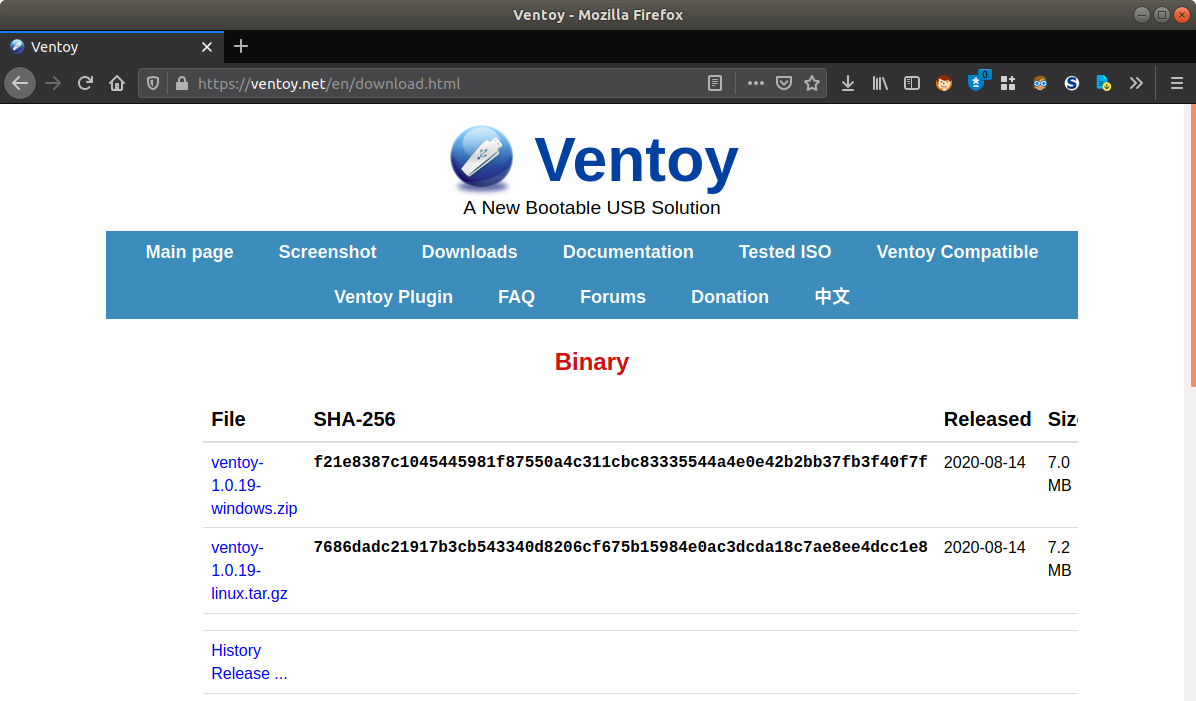 Ventoy - Mozilla Firefox
Ventoy
https://ventoy.net/en/download.html
0
S
Ventoy
A New Bootable USB Solution
Main page Screenshot Downloads Documentation Tested ISO Ventoy Compatible
Ventoy Plugin FAQ Forums Donation 中文
Binary
File SHA-256 Released Size
ventoy- f21e8387c1045445981f87550a4c311cbc83335544a4e0e42b2bb37fb3f40f7f 2020-08-14 7.0
1.0.19- MB
windows.zip
ventoy- 7686dadc21917b3cb543340d8206cf675b15984e0ac3dcda18c7ae8ee4dcc1e8 2020-08-14 7.2
1.0.19- MB
linux.tar.gz
History
Release ...